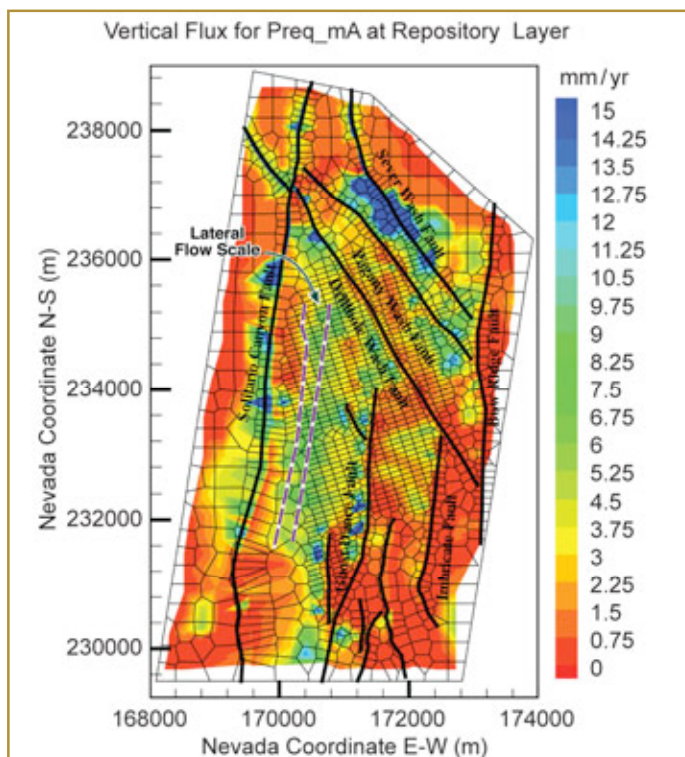 Vertical Flux for Preq_mA at Repository Layer
mm/yr
15
14.25
13.5
12.75
12
11.25
10.5
9.75
9
8.25
7.5
6.75
6
5.25
4.5
3.75
3
2.25
1.5
0.75
0
Nevada Coordinate N-S (m)
238000
236000
234000
232000
230000
Lateral
Flow Scale
Solitario Canyon Fault
Sever Wash Fault
Pagany Wash Fault
Drillhole Wash Fault
Bow Ridge Fault
Ghost Dance Fault
Imbricate Fault
168000
170000
172000
174000
Nevada Coordinate E-W (m)